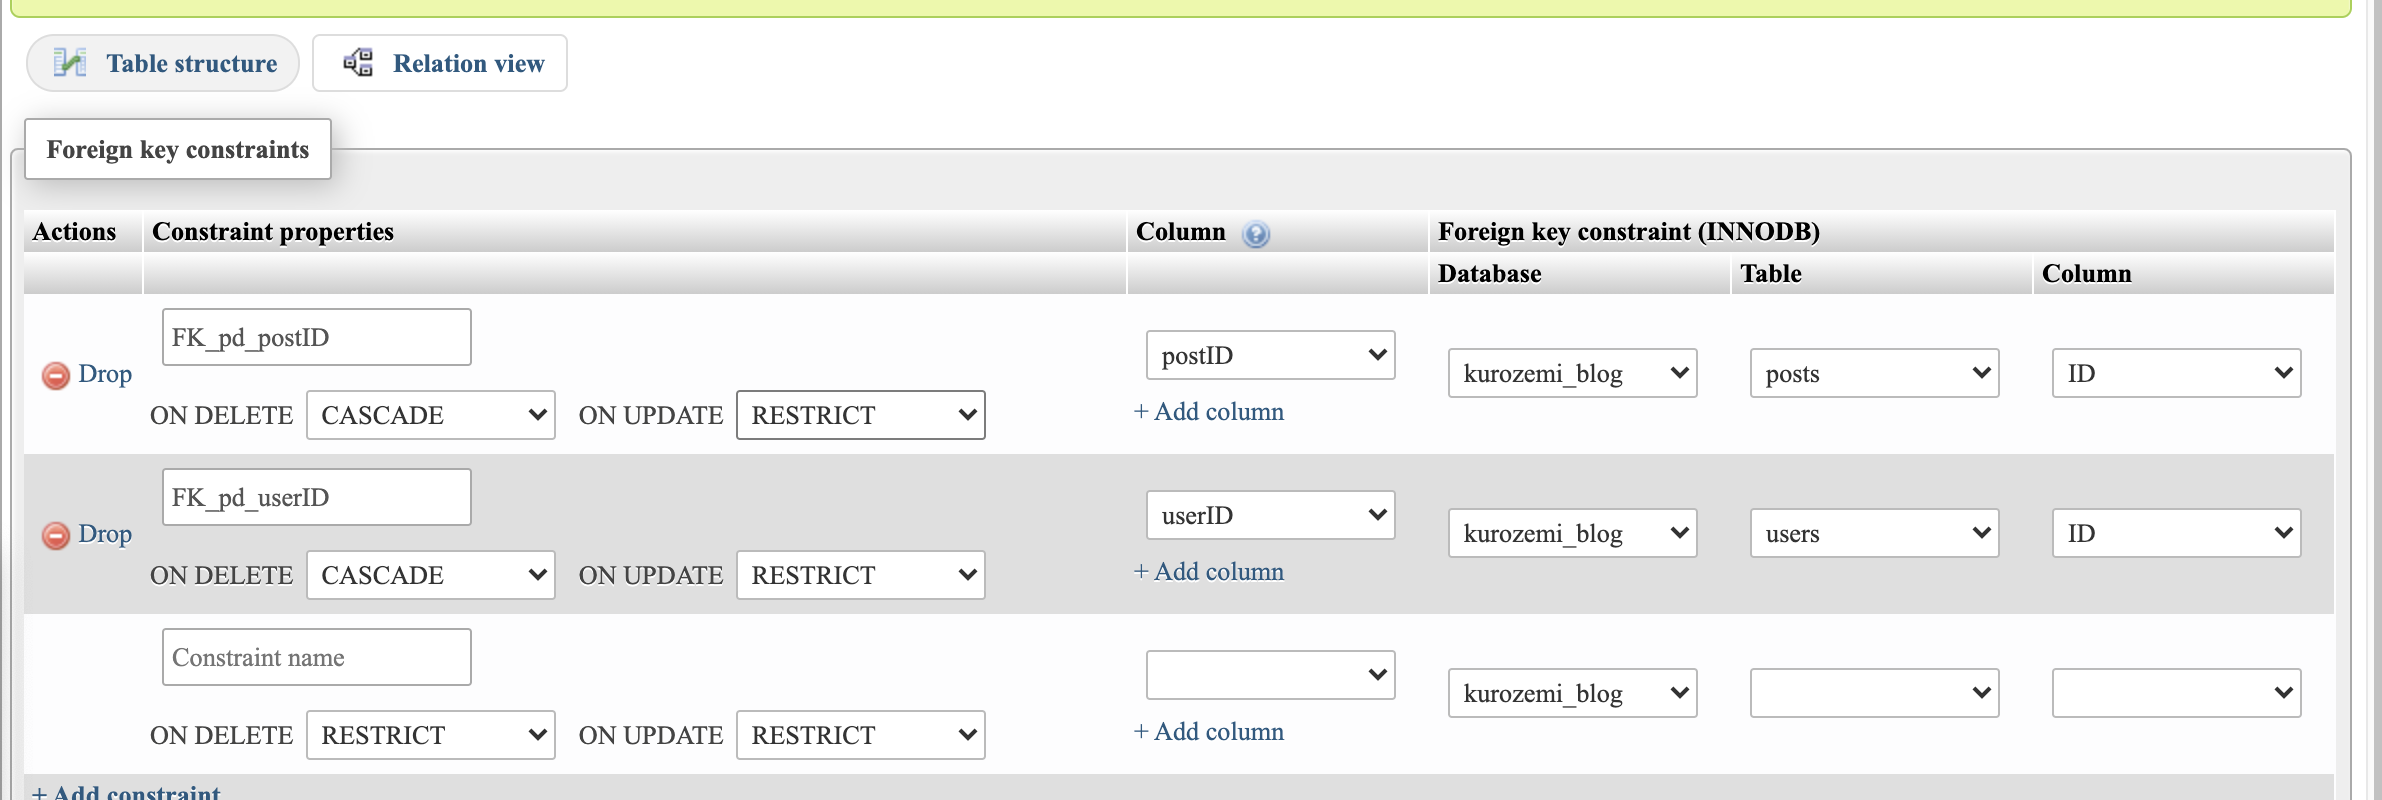 Table structure
Relation view
Foreign key constraints
Actions
Constraint properties
Column
Foreign key constraint (INNODB)
Database
Table
Column
Drop
FK_pd_postID
ON DELETE
CASCADE
ON UPDATE
RESTRICT
postID
+ Add column
kurozemi_blog
posts
ID
Drop
FK_pd_userID
ON DELETE
CASCADE
ON UPDATE
RESTRICT
userID
+ Add column
kurozemi_blog
users
ID
Constraint name
ON DELETE
RESTRICT
ON UPDATE
RESTRICT
+ Add column
kurozemi_blog
+ Add constraint